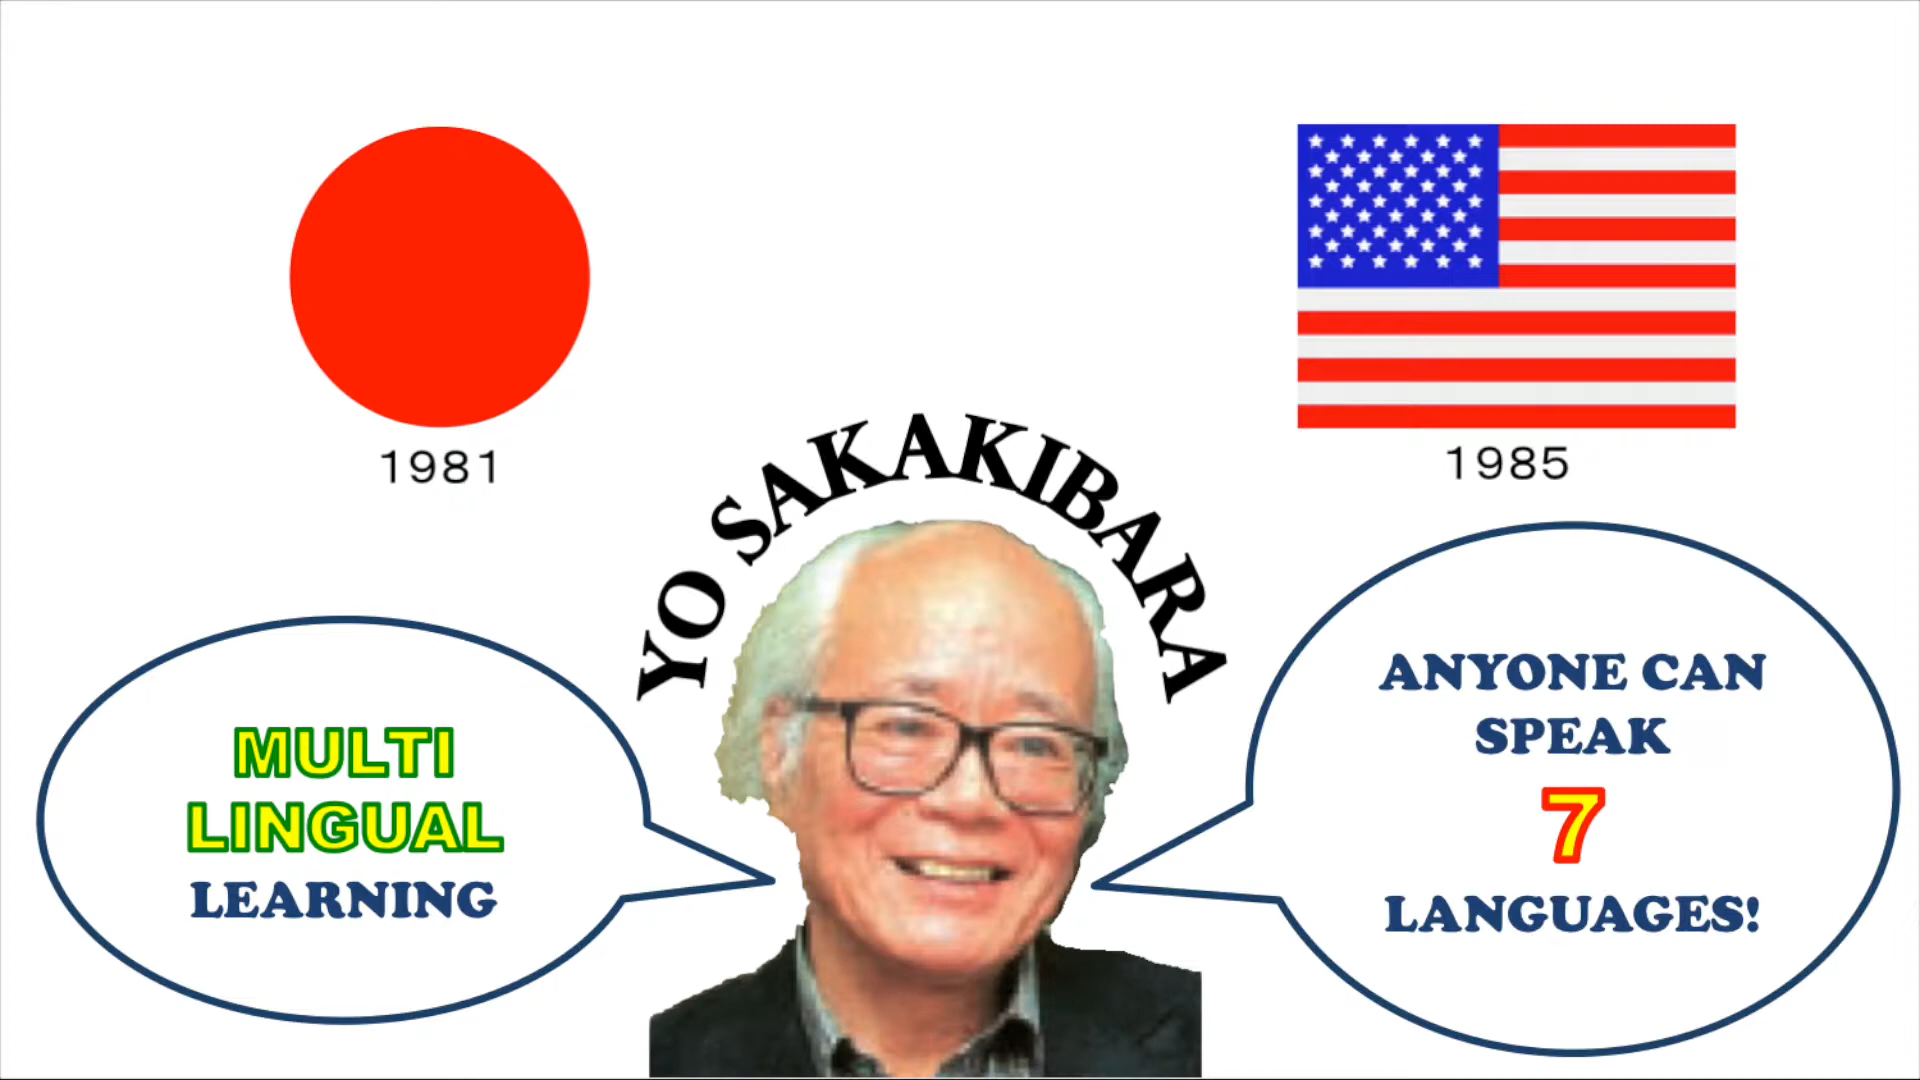 1981
1985
YO SAKAKIBARA
MULTI
LINGUAL
LEARNING
ANYONE CAN
SPEAK
7
LANGUAGES!